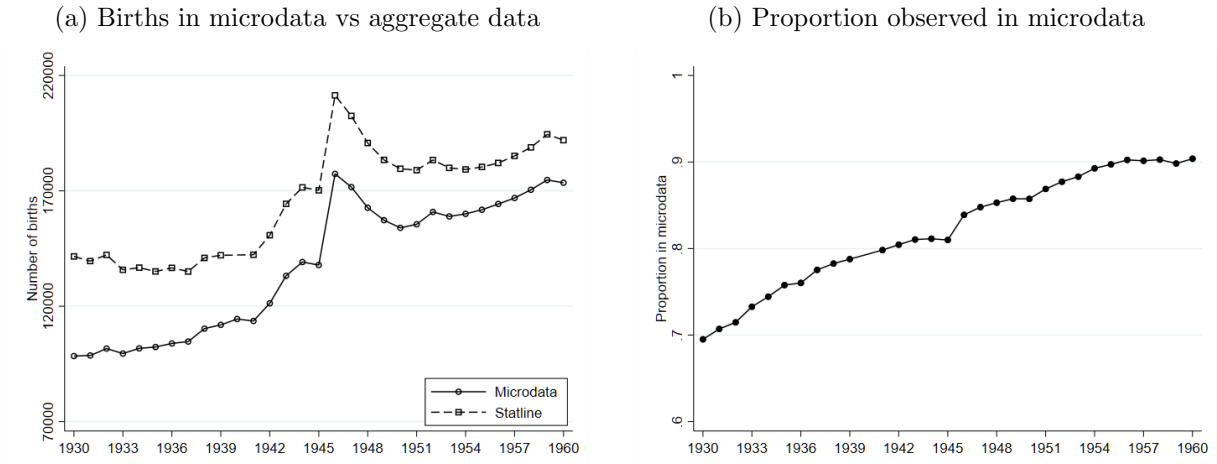 (a) Births in microdata vs aggregate data
220000
170000
120000
70000
Number of births
1930 1933 1936 1939 1942 1945 1948 1951 1954 1957 1960
Microdata
Statline
(b) Proportion observed in microdata
1
.9
.8
.7
.6
Proportion in microdata
1930 1933 1936 1939 1942 1945 1948 1951 1954 1957 1960